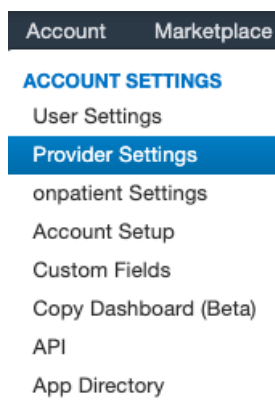 Account Marketplace
ACCOUNT SETTINGS
User Settings
Provider Settings
onpatient Settings
Account Setup
Custom Fields
Copy Dashboard (Beta)
API
App Directory